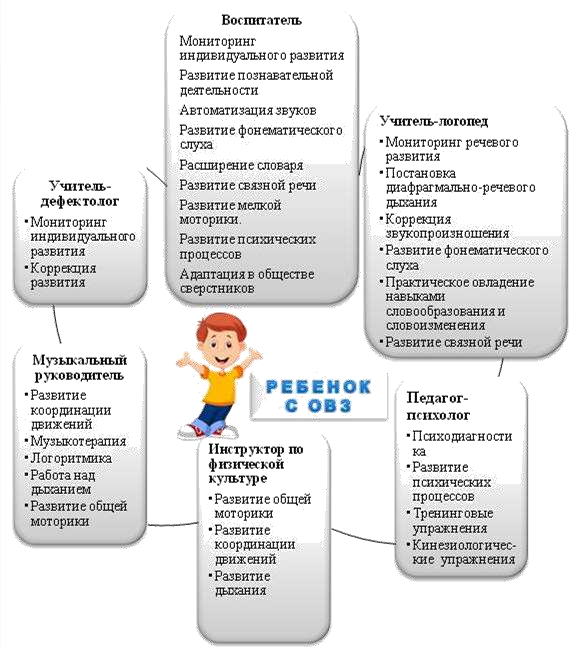 Воспитатель
Мониторинг
индивидуального развития
Развитие познавательной
деятельности
Автоматизация звуков
Развитие фонематического
слуха
Расширение словаря
Развитие связной речи
Развитие мелкой
моторики.
Развитие психических
процессов
Адаптация в обществе
сверстников
Учитель-логопед
•Мониторинг речевого
развития
•Постановка
диафрагмально-речевого
дыхания
•Коррекция
звукопроизношения
•Развитие фонематического
слуха
•Практическое овладение
навыками
словообразования и
словоизменения
•Развитие связной речи
Педагог-
психолог
•Психодиагности
ка
•Развитие
психических
процессов
•Тренинговые
упражнения
•Кинезиологичес-
кие упражнения
Инструктор по
физической
культуре
•Развитие общей
моторики
•Развитие
координации
движений
•Развитие
дыхания
Музыкальный
руководитель
•Развитие
координации
движений
•Музыкотерапия
•Логоритмика
•Работа над
дыханием
•Развитие общей
моторики
Учитель-
дефектолог
•Мониторинг
индивидуального
развития
•Коррекция
развития
РЕБЕНОК
С ОВЗ